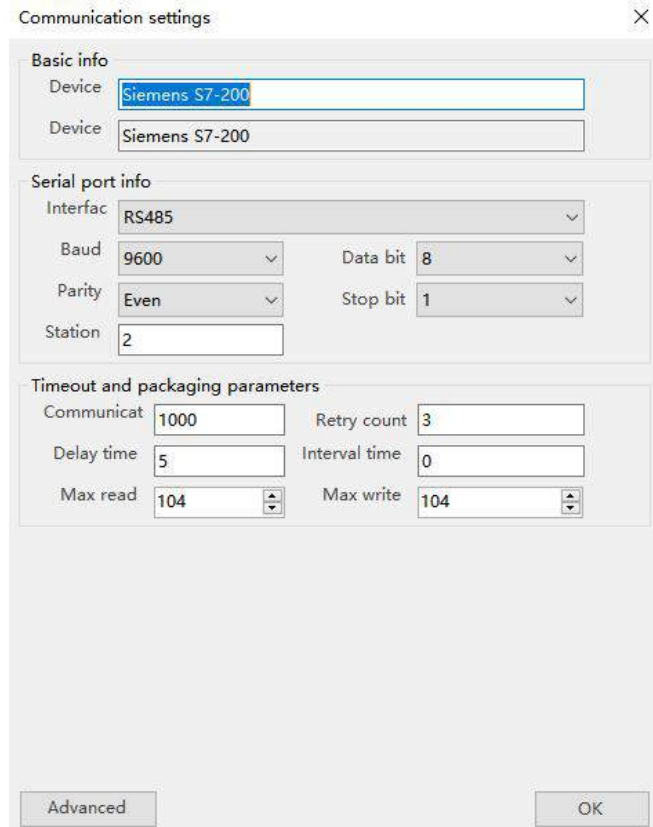 Communication settings
Basic info
Device Siemens S7-200
Device Siemens S7-200
Serial port info
Interfac RS485
Baud 9600 Data bit 8
Parity Even Stop bit 1
Station 2
Timeout and packaging parameters
Communicat 1000 Retry count 3
Delay time 5 Interval time 0
Max read 104 Max write 104
Advanced OK